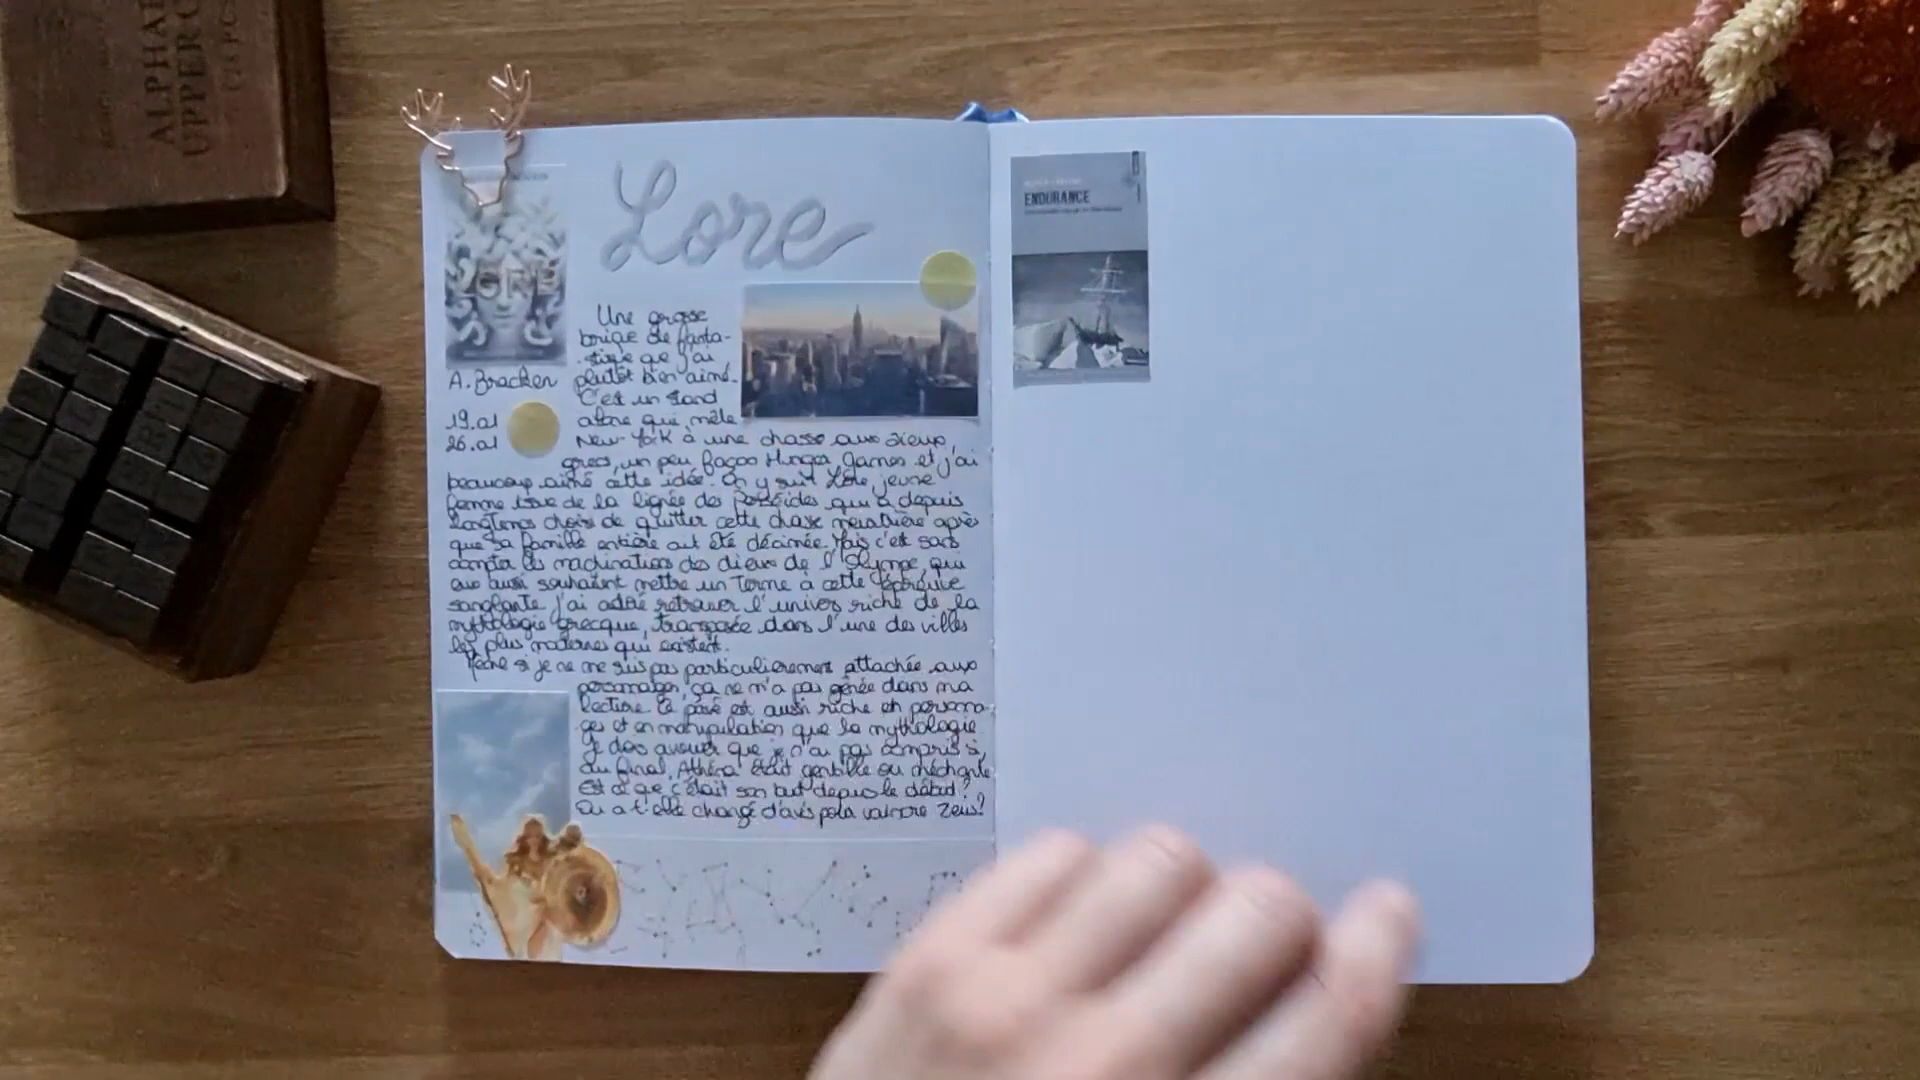 ALPHA
UPPERC
Lore
A. Bracken
19.01
26.01
Une grosse
brique de fanta-
stique que j'ai
plutôt bien aimé.
C'est un stand
alone qui mêle
New-York à une chasse aux dieux
grecs, un peu façon Hunger Games et j'ai
beaucoup aimé cette idée. On y suit Lore jeune
femme issue de la lignée des Perséides qui a depuis
longtemps choisi de quitter cette chasse meurtrière après
que sa famille entière ait été décimée. Mais c'est sans
compter les machinations des dieux de l'Olympe, qui
eux aussi souhaitent mettre un terme à cette épreuve
sanglante j'ai adoré retrouver l'univers riche de la
mythologie grecque, transposée dans l'une des villes
les plus modernes qui existent.
Même si je ne me suis pas particulièrement attachée aux
personnages, ça ne m'a pas gênée dans ma
lecture. Le pavé est aussi riche en personna-
ges et en manipulation que la mythologie
Je dois avouer que je n'ai pas compris si,
au final, Athéna était gentille ou méchante
Est ce que c'était son but depuis le début?
Ou a t'elle changé d'avis vaincre Zeus?
ENDURANCE